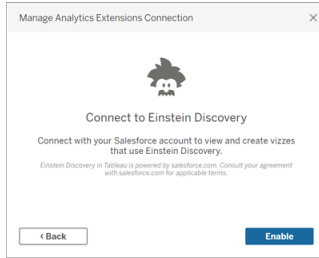 Manage Analytics Extensions Connection
Connect to Einstein Discovery
Connect with your Salesforce account to view and create vizzes
that use Einstein Discovery.
Einstein Discovery in Tableau is powered by salesforce.com. Consult your agreement
with salesforce.com for applicable terms.
‹ Back
Enable